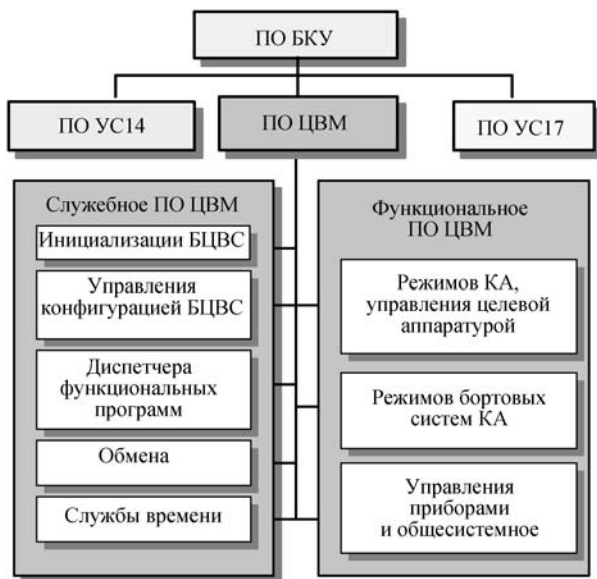 ПО БКУ
ПО УС14
ПО ЦВМ
ПО УС17
Служебное ПО ЦВМ
Инициализации БЦВС
Управления
конфигурацией БЦВС
Диспетчера
функциональных
программ
Обмена
Службы времени
Функциональное
ПО ЦВМ
Режимов КА,
управления целевой
аппаратурой
Режимов бортовых
систем КА
Управления
приборами
и общесистемное